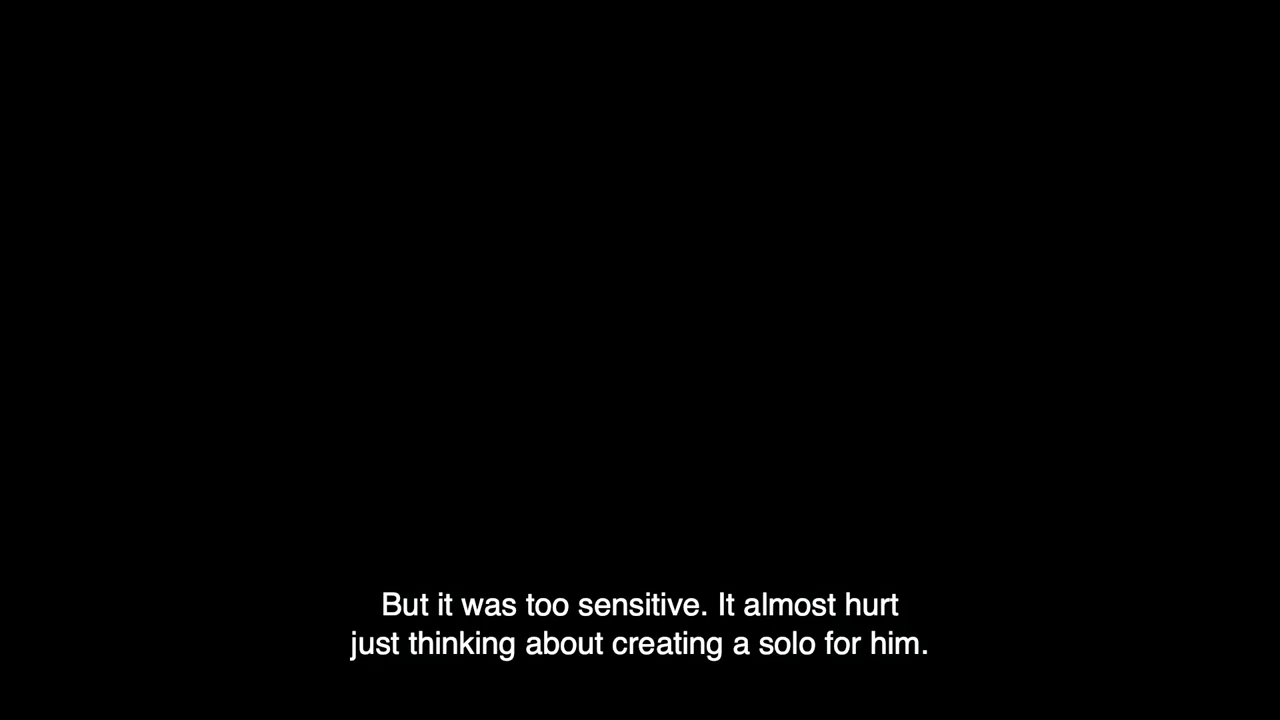 But it was too sensitive. It almost hurt
just thinking about creating a solo for him.